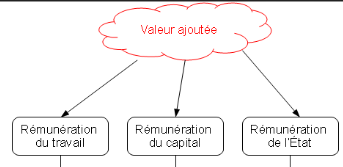 Valeur ajoutée
Rémunération
du travail
Rémunération
du capital
Rémunération
de l'État